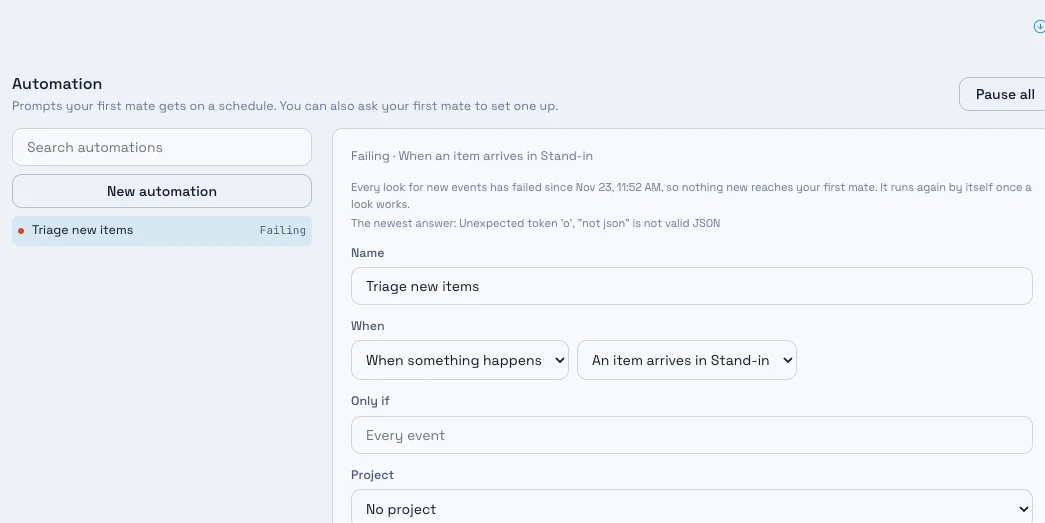 Automation
Prompts your first mate gets on a schedule. You can also ask your first mate to set one up.
Pause all
Search automations
New automation
Triage new items
Failing
Failing · When an item arrives in Stand-in
Every look for new events has failed since Nov 23, 11:52 AM, so nothing new reaches your first mate. It runs again by itself once a
look works.
The newest answer: Unexpected token 'o', "not json" is not valid JSON
Name
Triage new items
When
When something happens
An item arrives in Stand-in
Only if
Every event
Project
No project